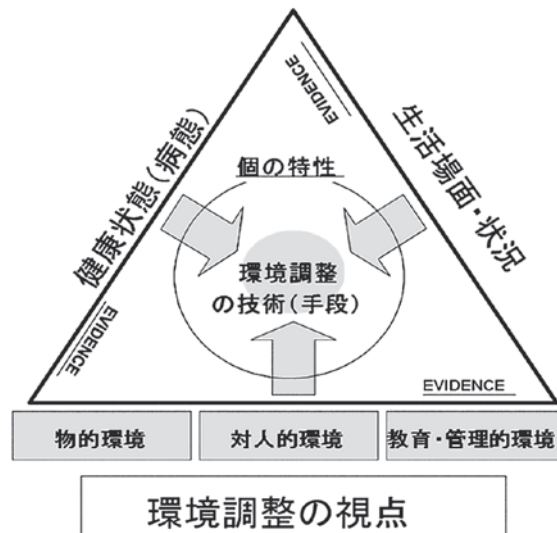 EVIDENCE
健康状態(病態)
生活場面・状況
個の特性
環境調整
の技術(手段)
EVIDENCE
EVIDENCE
物的環境
対人的環境
教育・管理的環境
環境調整の視点